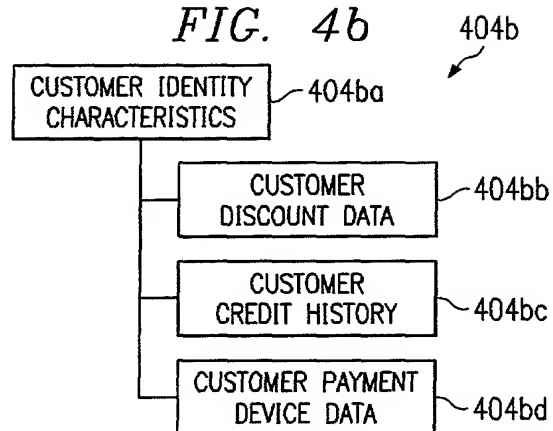 FIG. 4b
404b
CUSTOMER IDENTITY
CHARACTERISTICS
404ba
CUSTOMER
DISCOUNT DATA
404bb
CUSTOMER
CREDIT HISTORY
404bc
CUSTOMER PAYMENT
DEVICE DATA
404bd